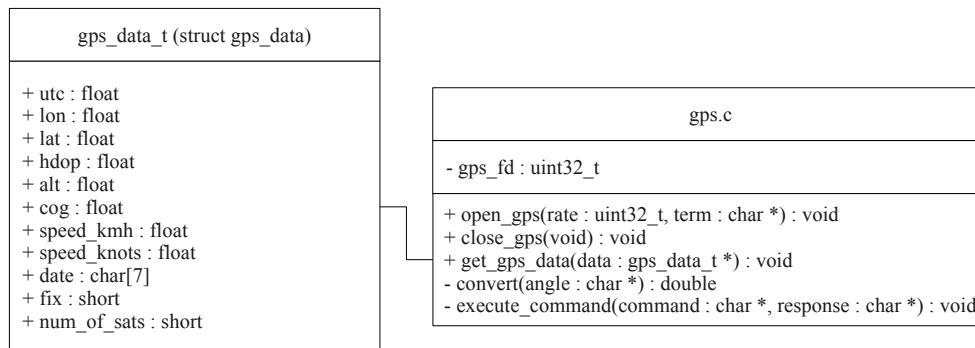 gps_data_t (struct gps_data)
+ utc : float
+ lon : float
+ lat : float
+ hdop : float
+ alt : float
+ cog : float
+ speed_kmh : float
+ speed_knots : float
+ date : char[7]
+ fix : short
+ num_of_sats : short
gps.c
- gps_fd : uint32_t
+ open_gps(rate : uint32_t, term : char *) : void
+ close_gps(void) : void
+ get_gps_data(data : gps_data_t *) : void
- convert(angle : char *) : double
- execute_command(command : char *, response : char *) : void